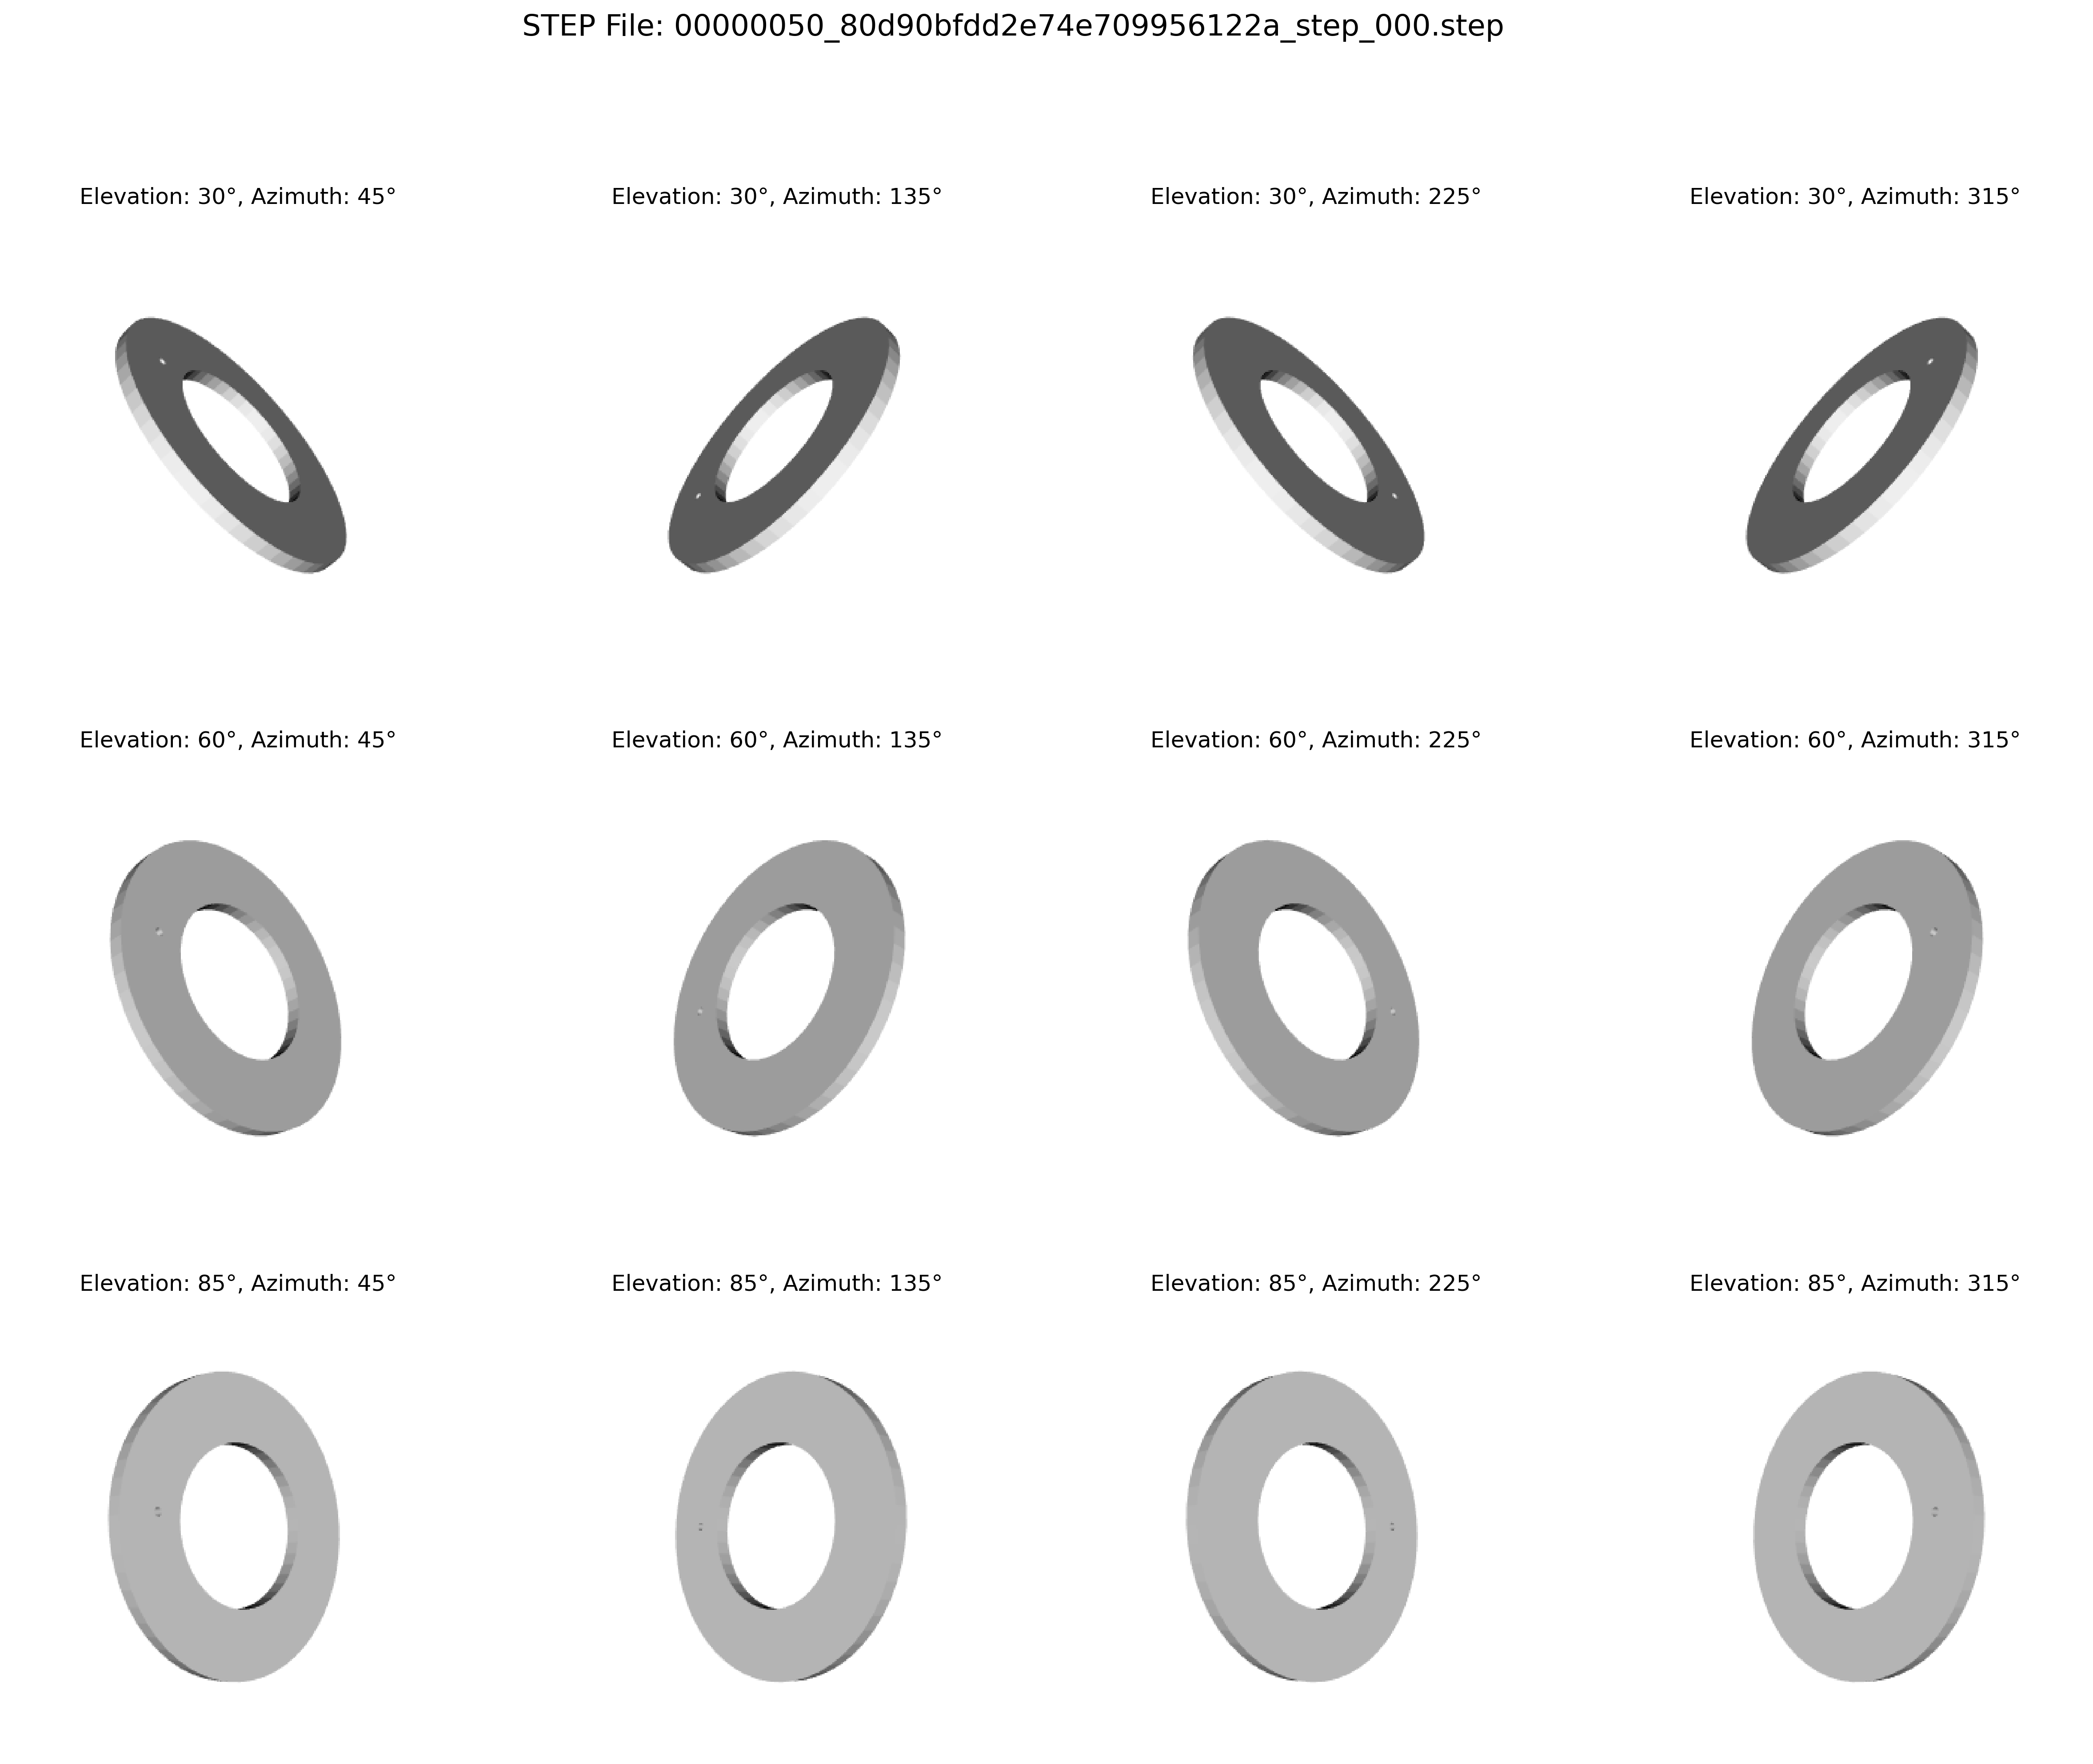 STEP File: 00000050_80d90bfdd2e74e709956122a_step_000.step
Elevation: 30°, Azimuth: 45°
Elevation: 30°, Azimuth: 135°
Elevation: 30°, Azimuth: 225°
Elevation: 30°, Azimuth: 315°
Elevation: 60°, Azimuth: 45°
Elevation: 60°, Azimuth: 135°
Elevation: 60°, Azimuth: 225°
Elevation: 60°, Azimuth: 315°
Elevation: 85°, Azimuth: 45°
Elevation: 85°, Azimuth: 135°
Elevation: 85°, Azimuth: 225°
Elevation: 85°, Azimuth: 315°